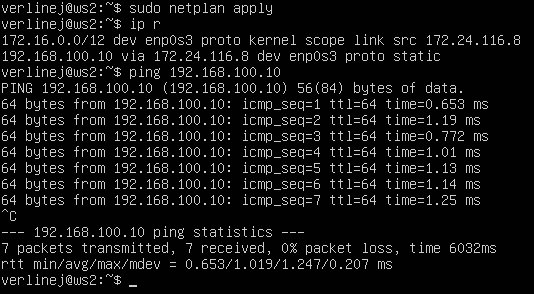 verlinej@ws2:~$ sudo netplan apply
verlinej@ws2:~$ ip r
172.16.0.0/12 dev enp0s3 proto kernel scope link src 172.24.116.8
192.168.100.10 via 172.24.116.8 dev enp0s3 proto static
verlinej@ws2:~$ ping 192.168.100.10
PING 192.168.100.10 (192.168.100.10) 56(84) bytes of data.
64 bytes from 192.168.100.10: icmp_seq=1 ttl=64 time=0.653 ms
64 bytes from 192.168.100.10: icmp_seq=2 ttl=64 time=1.19 ms
64 bytes from 192.168.100.10: icmp_seq=3 ttl=64 time=0.772 ms
64 bytes from 192.168.100.10: icmp_seq=4 ttl=64 time=1.01 ms
64 bytes from 192.168.100.10: icmp_seq=5 ttl=64 time=1.13 ms
64 bytes from 192.168.100.10: icmp_seq=6 ttl=64 time=1.14 ms
64 bytes from 192.168.100.10: icmp_seq=7 ttl=64 time=1.25 ms
^C
--- 192.168.100.10 ping statistics ---
7 packets transmitted, 7 received, 0% packet loss, time 6032ms
rtt min/avg/max/mdev = 0.653/1.019/1.247/0.207 ms
verlinej@ws2:~$ _